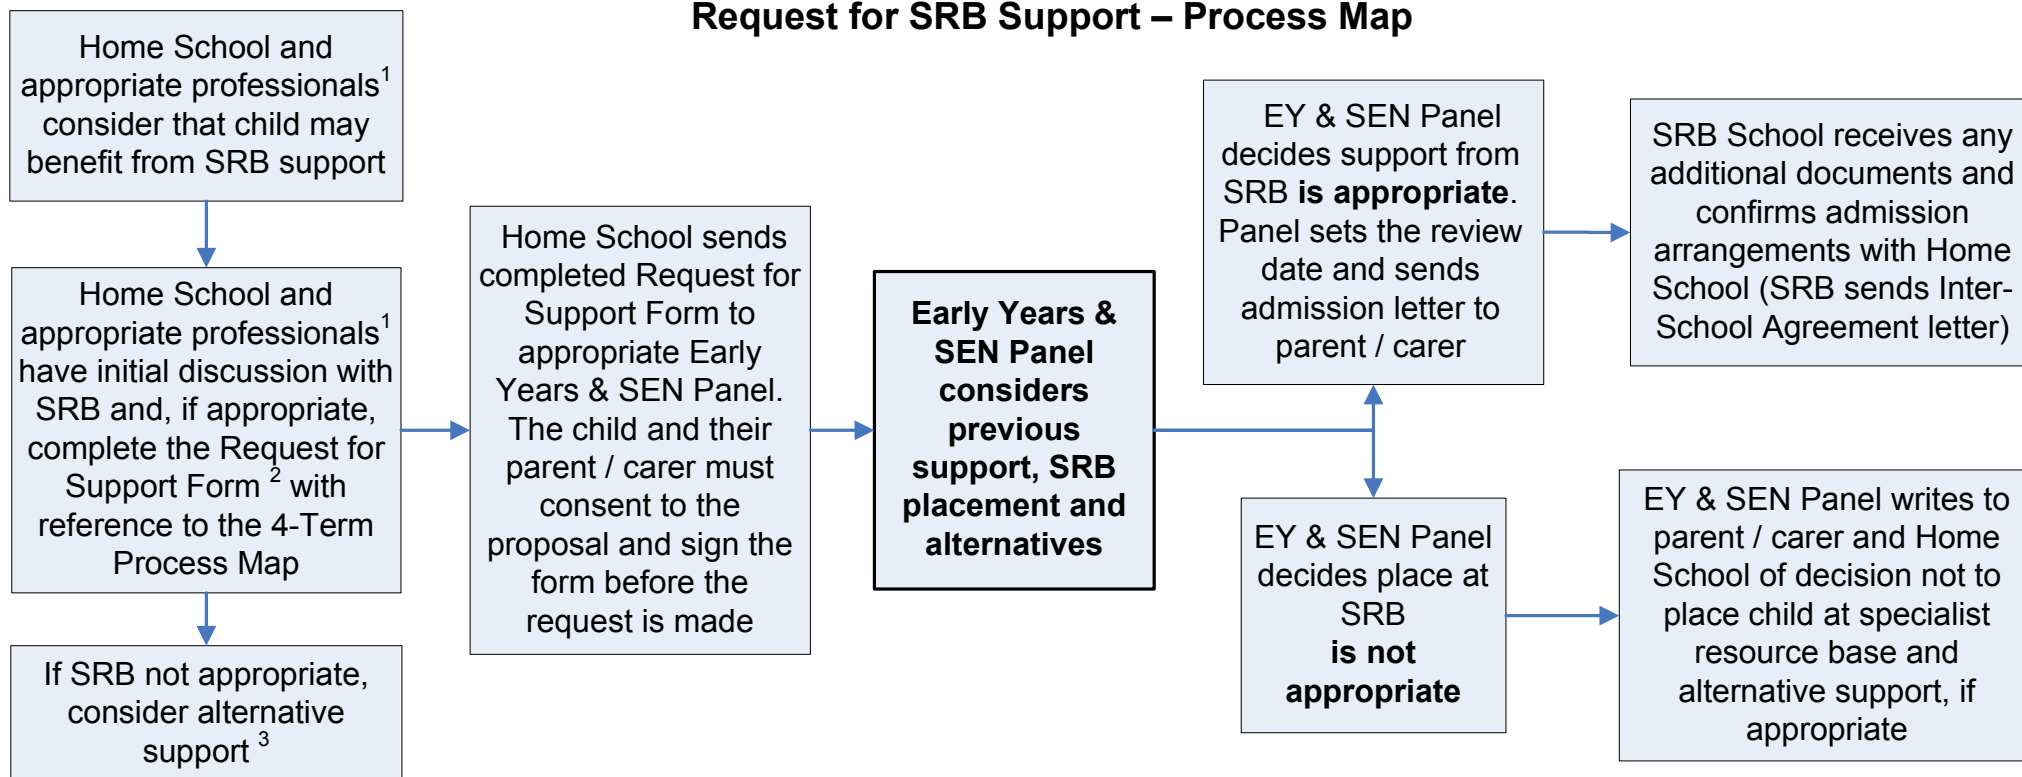 Request for SRB Support – Process Map
Home School and
appropriate professionals1
consider that child may
benefit from SRB support
Home School and
appropriate professionals1
have initial discussion with
SRB and, if appropriate,
complete the Request for
Support Form 2 with
reference to the 4-Term
Process Map
If SRB not appropriate,
consider alternative
support 3
Home School sends
completed Request for
Support Form to
appropriate Early
Years & SEN Panel.
The child and their
parent / carer must
consent to the
proposal and sign the
form before the
request is made
Early Years &
SEN Panel
considers
previous
support, SRB
placement and
alternatives
EY & SEN Panel
decides support from
SRB is appropriate.
Panel sets the review
date and sends
admission letter to
parent / carer
SRB School receives any
additional documents and
confirms admission
arrangements with Home
School (SRB sends Inter-
School Agreement letter)
EY & SEN Panel
decides place at
SRB
is not
appropriate
EY & SEN Panel writes to
parent / carer and Home
School of decision not to
place child at specialist
resource base and
alternative support, if
appropriate